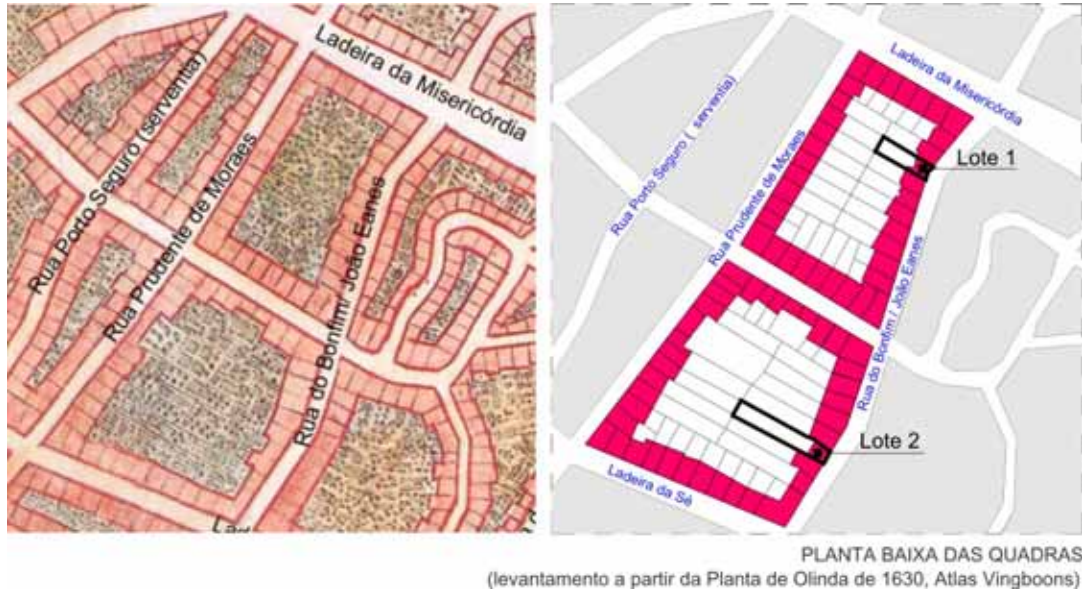 Ladeira da Misericórdia
Rua Porto Seguro (serventia)
Rua Prudente de Moraes
Rua do Bonfim/ João Eanes
Ladeira da Misericórdia
Rua Porto Seguro ( serventia)
Rua Prudente de Moraes
Lote 1
Rua do Bonfim / João Eanes
Lote 2
Ladeira da Sé
PLANTA BAIXA DAS QUADRAS
(levantamento a partir da Planta de Olinda de 1630, Atlas Vingboons)